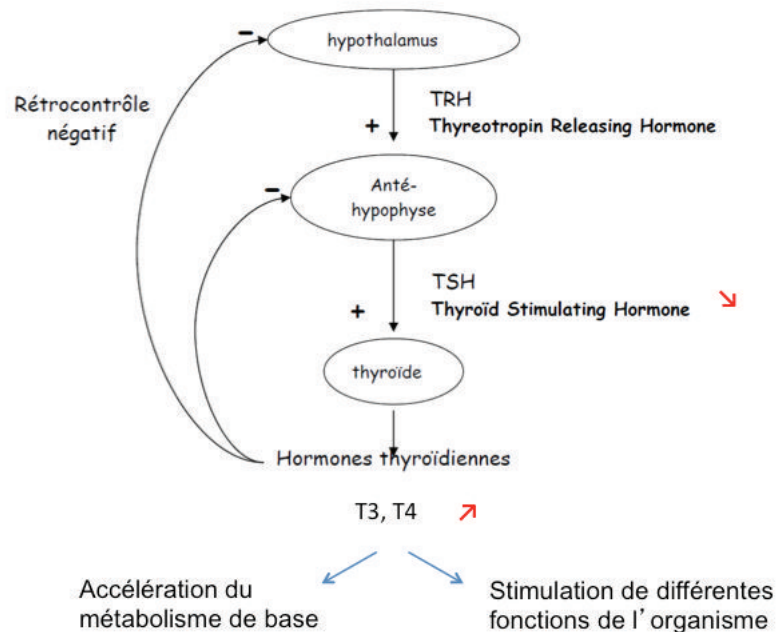 -
hypothalamus
Rétrocontrôle
négatif
TRH
+
Thyreotropin Releasing Hormone
-
Anté-
hypophyse
TSH
+
Thyroïd Stimulating Hormone
thyroïde
Hormones thyroïdiennes
T3, T4
Accélération du
métabolisme de base
Stimulation de différentes
fonctions de l'organisme